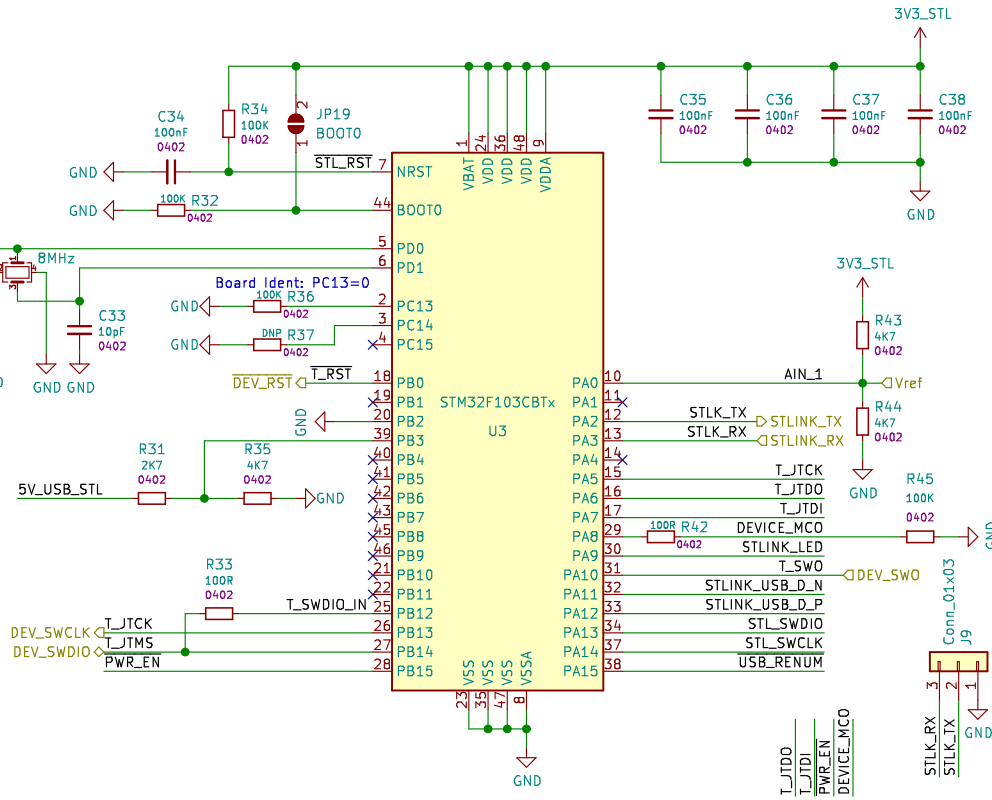 3V3_STL
C34
100nF
0402
R34
100K
0402
2
JP19
BOOT0
1
C35
100nF
0402
C36
100nF
0402
C37
100nF
0402
C38
100nF
0402
GND
STL_RST
7
NRST
1
24
36
48
9
VBAT
VDD
VDD
VDD
VDDA
GND
100K
R32
0402
44
BOOT0
GND
5
PD0
8MHz
1
2
4
3
6
PD1
Board Ident: PC13=0
3V3_STL
GND
100K
R36
0402
2
PC13
C33
10pF
0402
3
PC14
GND
DNP
R37
0402
4
PC15
R43
4K7
0402
GND
GND
DEV_RST
T_RST
18
PB0
PA0
10
AIN_1
Vref
19
PB1
STM32F103CBTx
PA1
11
GND
20
PB2
PA2
12
STLK_TX
STLINK_TX
R44
4K7
0402
U3
39
PB3
PA3
13
STLK_RX
STLINK_RX
R31
2K7
0402
R35
4K7
0402
40
PB4
PA4
14
41
PB5
PA5
15
T_JTCK
GND
5V_USB_STL
GND
42
PB6
PA6
16
T_JTDO
R45
100K
0402
43
PB7
PA7
17
T_JTDI
45
PB8
PA8
29
100R
R42
0402
DEVICE_MCO
GND
46
PB9
PA9
30
STLINK_LED
21
PB10
PA10
31
T_SWO
DEV_SWO
R33
100R
0402
22
PB11
PA11
32
STLINK_USB_D_N
T_SWDIO_IN
25
PB12
PA12
33
STLINK_USB_D_P
DEV_SWCLK
T_JTCK
26
PB13
PA13
34
STL_SWDIO
DEV_SWDIO
T_JTMS
27
PB14
PA14
37
STL_SWCLK
PWR_EN
28
PB15
PA15
38
USB_RENUM
Conn_01x03
J9
VSS
VSS
VSS
VSSA
23
35
47
8
3
2
1
GND
STLK_RX
STLK_TX
GND
T_JTDO
T_JTDI
PWR_EN
DEVICE_MCO